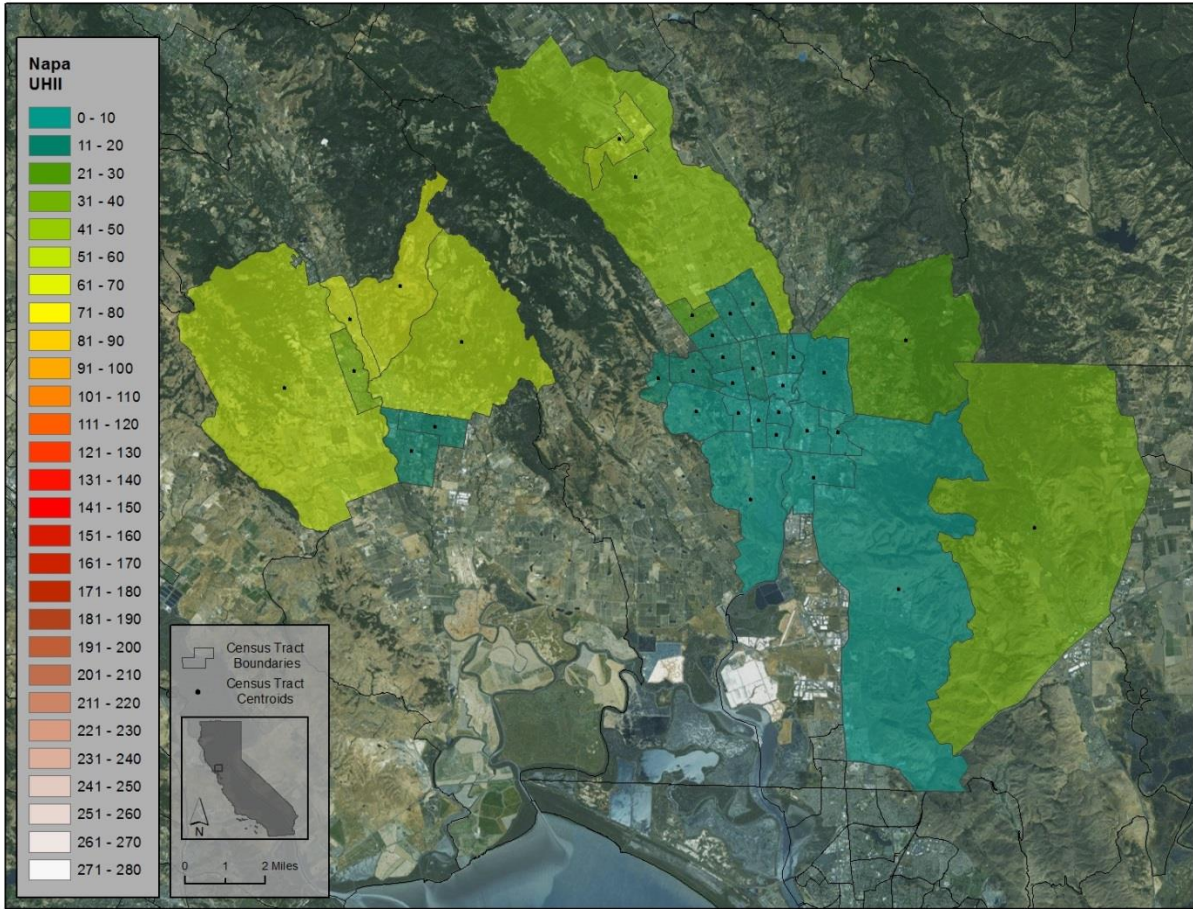 Napa
UHII
0 - 10
11 - 20
21 - 30
31 - 40
41 - 50
51 - 60
61 - 70
71 - 80
81 - 90
91 - 100
101 - 110
111 - 120
121 - 130
131 - 140
141 - 150
151 - 160
161 - 170
171 - 180
181 - 190
191 - 200
201 - 210
211 - 220
221 - 230
231 - 240
241 - 250
251 - 260
261 - 270
271 - 280
Census Tract
Boundaries
Census Tract
Centroids
N
0 1 2 Miles